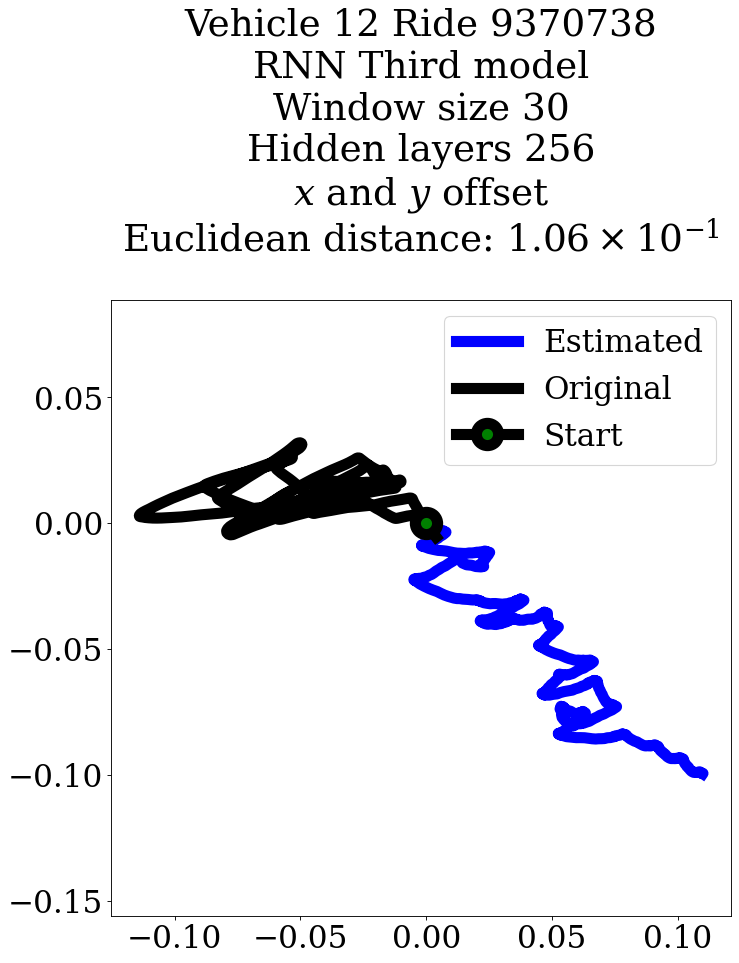 Vehicle 12 Ride 9370738
RNN Third model
Window size 30
Hidden layers 256
x and y offset
Euclidean distance: 1.06 × 10⁻¹
Estimated
Original
Start
0.05
0.00
−0.05
−0.10
−0.15
−0.10 −0.05 0.00 0.05 0.10